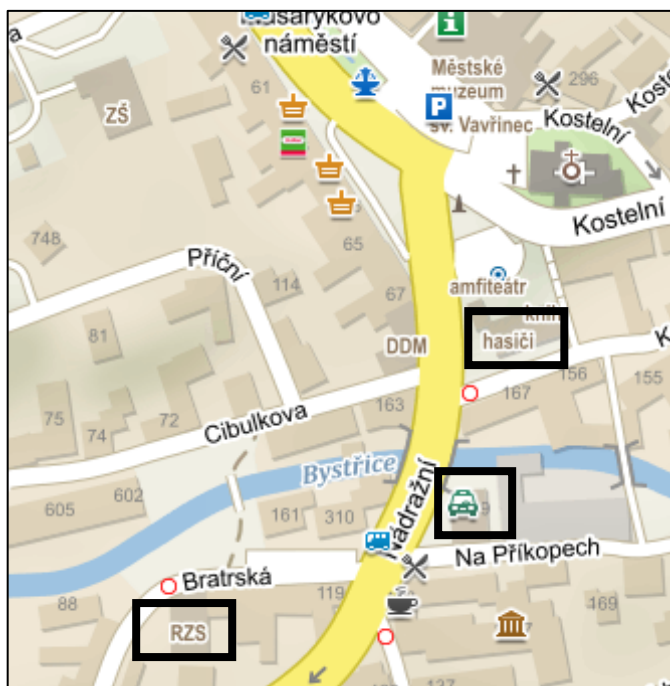 Masarykovo
náměstí
Městské
muzeum
296
61
ZŠ
P
sv. Vavřinec
Kostelní
Kostelní
748
65
Příční
114
amfiteátr
67
81
DDM
hasiči
156
155
167
75
74
72
Cibulkova
163
Bystřice
605
602
161
310
Nádražní
Na Příkopech
Bratrská
88
119
169
RZS